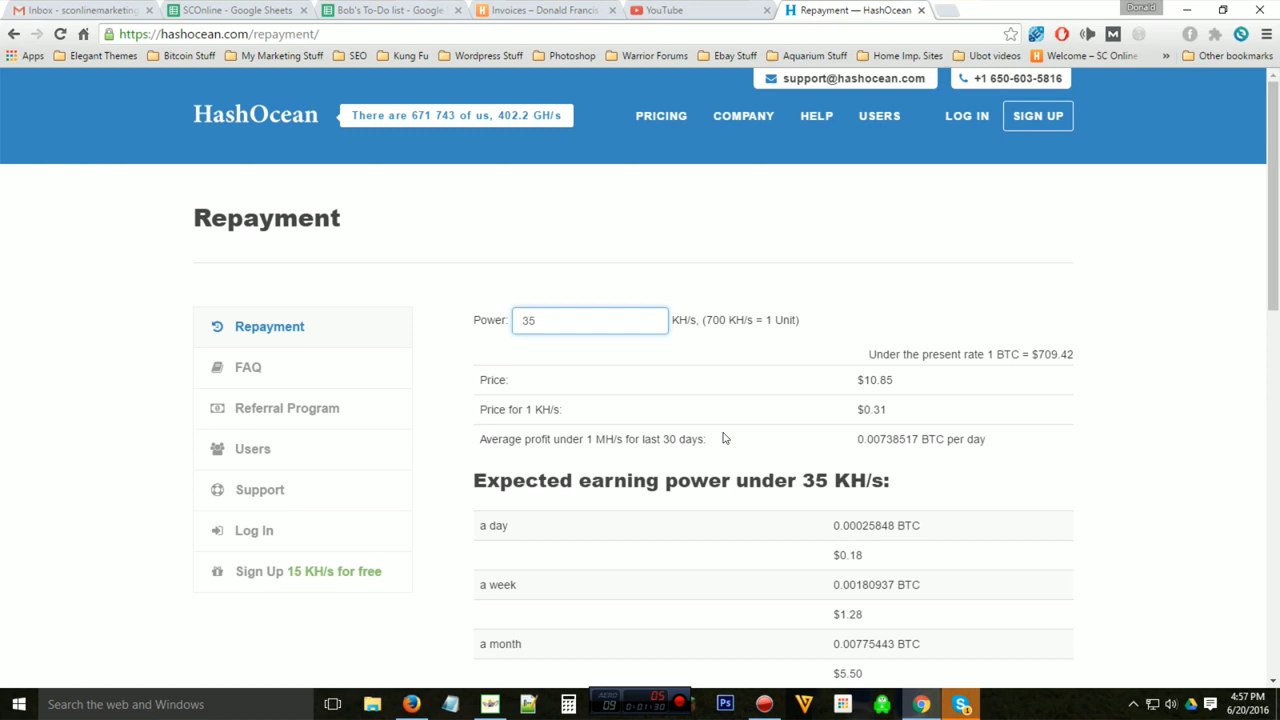 Inbox - sconlinemarketing
SCOnline - Google Sheets
Bob's To-Do list - Google
Invoices – Donald Francis
YouTube
Repayment — HashOcean
Donald
https://hashocean.com/repayment/
Apps
Elegant Themes
Bitcoin Stuff
My Marketing Stuff
SEO
Kung Fu
Wordpress Stuff
Photoshop
Warrior Forums
Ebay Stuff
Aquarium Stuff
Home Imp. Sites
Ubot videos
Welcome – SC Online
»
Other bookmarks
support@hashocean.com
+1 650-603-5816
HashOcean
There are 671 743 of us, 402.2 GH/s
PRICING
COMPANY
HELP
USERS
LOG IN
SIGN UP
Repayment
Repayment
FAQ
Referral Program
Users
Support
Log In
Sign Up 15 KH/s for free
Power: 35 KH/s, (700 KH/s = 1 Unit)
Under the present rate 1 BTC = $709.42
Price: $10.85
Price for 1 KH/s: $0.31
Average profit under 1 MH/s for last 30 days: 0.00738517 BTC per day
Expected earning power under 35 KH/s:
a day 0.00025848 BTC
$0.18
a week 0.00180937 BTC
$1.28
a month 0.00775443 BTC
$5.50
Search the web and Windows
09
05
0:01:30
Ps
4:57 PM
6/20/2016